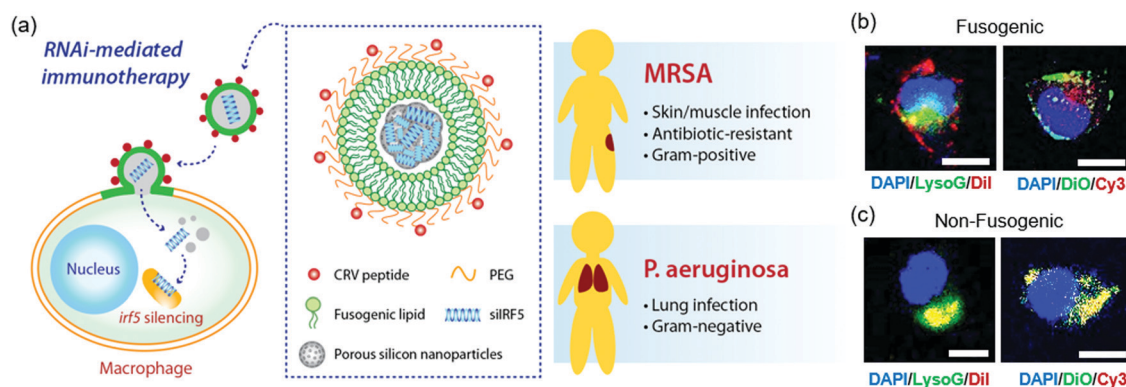 (a)
RNAi-mediated
immunotherapy
Nucleus
irf5 silencing
Macrophage
CRV peptide
PEG
Fusogenic lipid
siIRF5
Porous silicon nanoparticles
MRSA
• Skin/muscle infection
• Antibiotic-resistant
• Gram-positive
P. aeruginosa
• Lung infection
• Gram-negative
(b)
Fusogenic
DAPI/LysoG/DiI
DAPI/DiO/Cy3
(c)
Non-Fusogenic
DAPI/LysoG/DiI
DAPI/DiO/Cy3